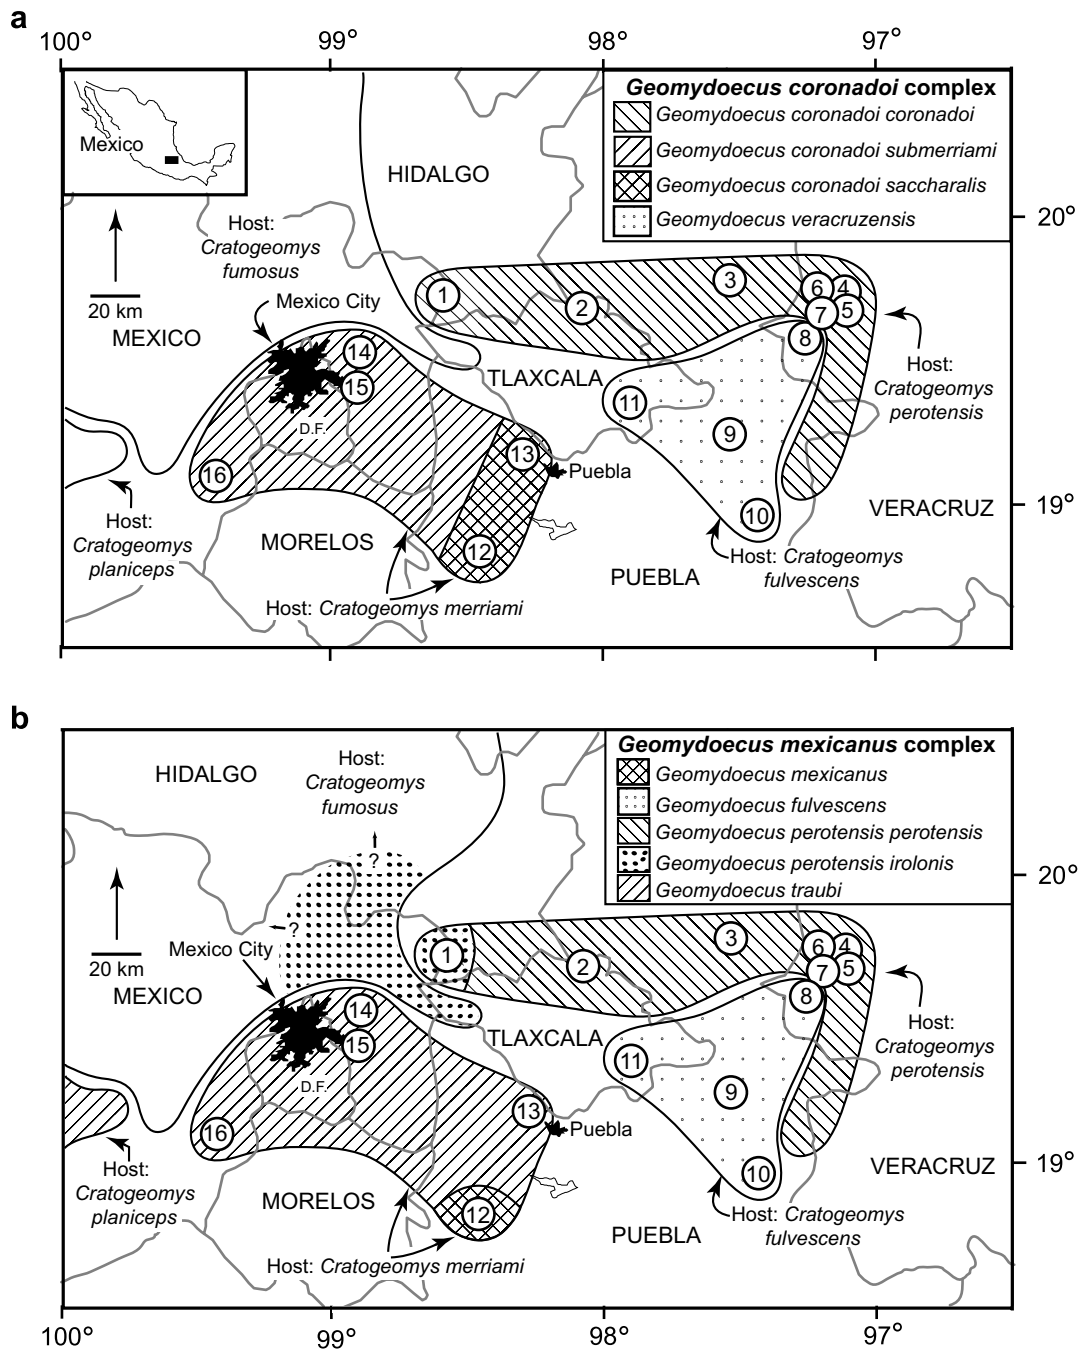 a
100°
99°
98°
97°
Mexico
Geomydoecus coronadoi complex
Geomydoecus coronadoi coronadoi
Geomydoecus coronadoi submerriami
Geomydoecus coronadoi saccharalis
Geomydoecus veracruzensis
HIDALGO
20°
Host:
Cratogeomys
fumosus
20 km
Mexico City
MEXICO
1
2
3
6
4
7
5
8
14
15
TLAXCALA
11
9
Host:
Cratogeomys
perotensis
D.F.
13
Puebla
16
10
VERACRUZ
19°
Host:
Cratogeomys
planiceps
MORELOS
12
Host: Cratogeomys
fulvescens
PUEBLA
Host: Cratogeomys merriami
b
Geomydoecus mexicanus complex
Geomydoecus mexicanus
Geomydoecus fulvescens
Geomydoecus perotensis perotensis
Geomydoecus perotensis irolonis
Geomydoecus traubi
HIDALGO
Host:
Cratogeomys
fumosus
?
?
20°
20 km
Mexico City
MEXICO
1
2
3
6
4
7
5
8
14
15
TLAXCALA
11
9
Host:
Cratogeomys
perotensis
D.F.
13
Puebla
16
10
VERACRUZ
19°
Host:
Cratogeomys
planiceps
MORELOS
12
Host: Cratogeomys
fulvescens
PUEBLA
Host: Cratogeomys merriami
100°
99°
98°
97°